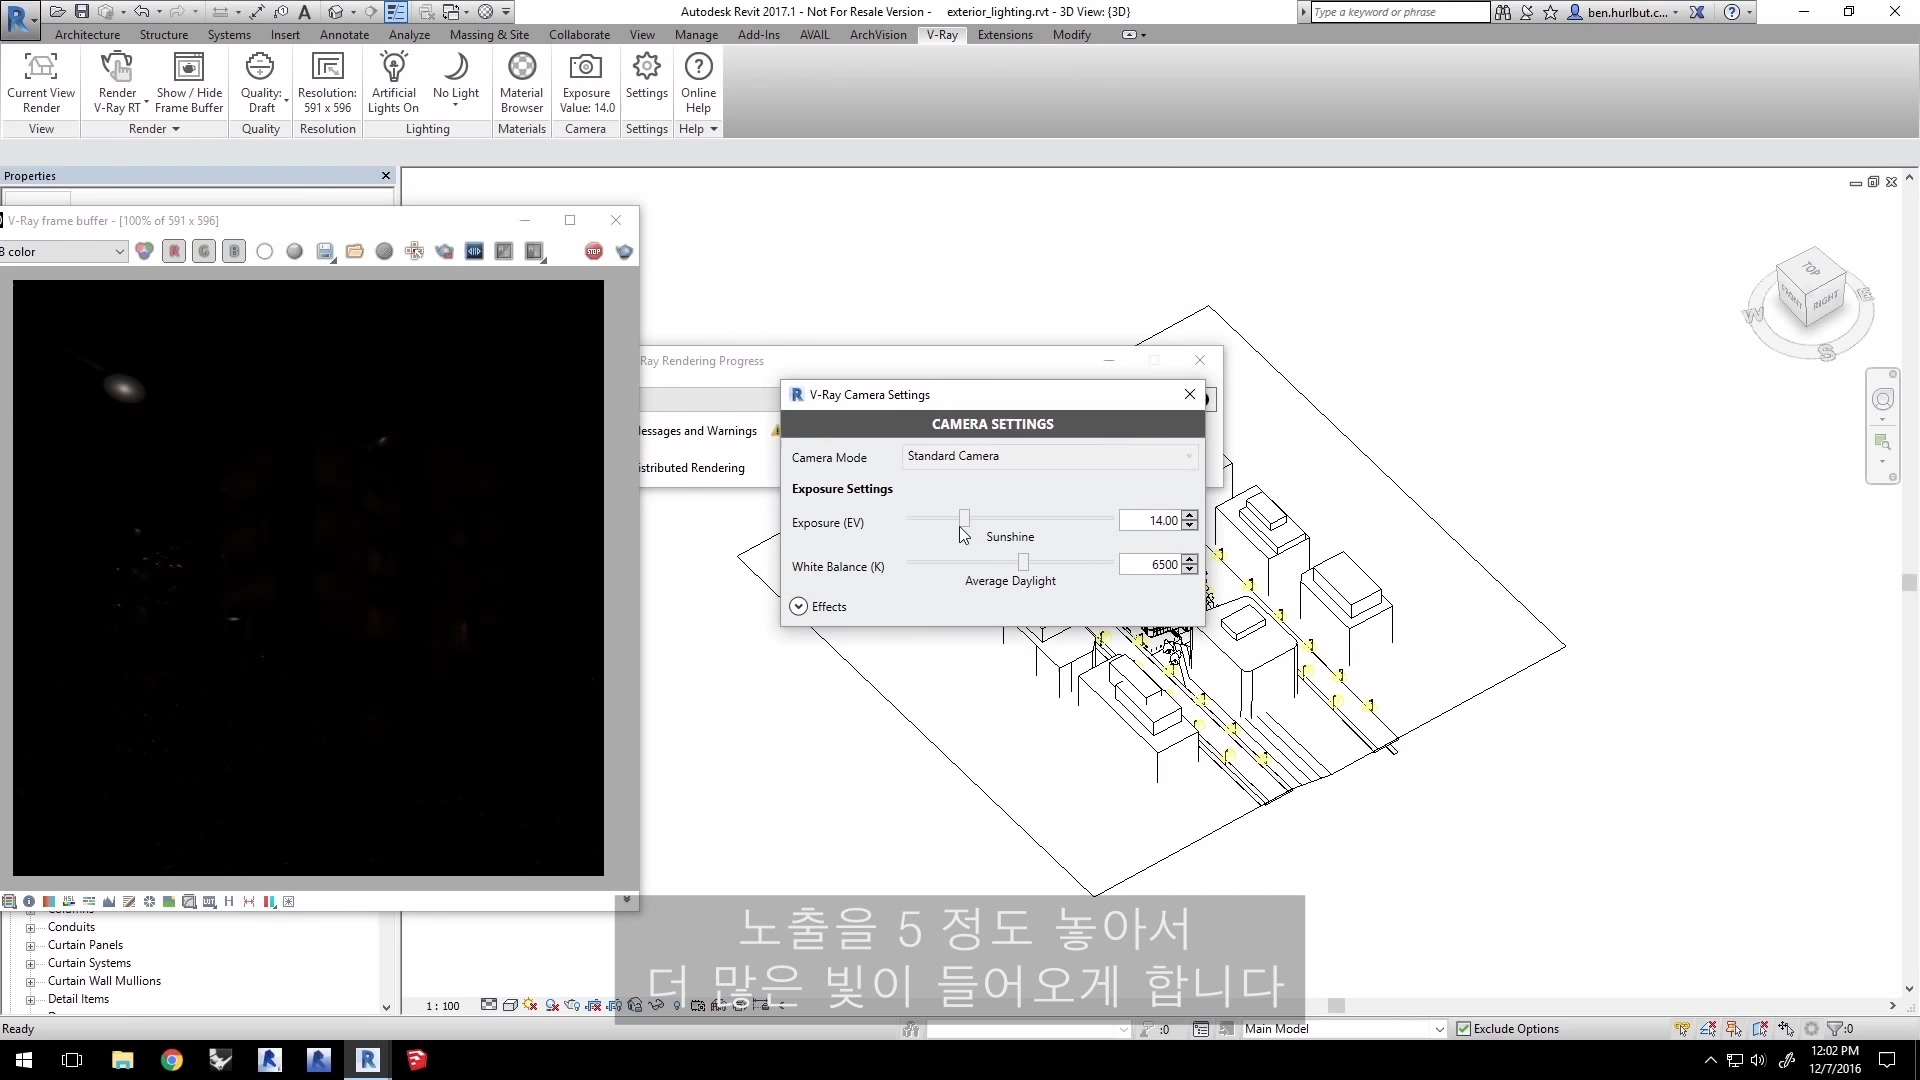 Autodesk Revit 2017.1 - Not For Resale Version - exterior_lighting.rvt - 3D View: {3D}
Type a keyword or phrase
ben.hurlbut.c...
Architecture Structure Systems Insert Annotate Analyze Massing & Site Collaborate View Manage Add-Ins AVAIL ArchVision V-Ray Extensions Modify
Current View Render
Render V-Ray RT
Show / Hide Frame Buffer
Quality: Draft
Resolution: 591 x 596
Artificial Lights On
No Light
Material Browser
Exposure Value: 14.0
Settings
Online Help
View Render Quality Resolution Lighting Materials Camera Settings Help
Properties
V-Ray frame buffer - [100% of 591 x 596]
B color
R G B
STOP
Ray Rendering Progress
essages and Warnings
istributed Rendering
V-Ray Camera Settings
CAMERA SETTINGS
Camera Mode Standard Camera
Exposure Settings
Exposure (EV) 14.00
Sunshine
White Balance (K) 6500
Average Daylight
Effects
TOP
FRONT
RIGHT
W
S
E
Columns
Conduits
Curtain Panels
Curtain Systems
Curtain Wall Mullions
Detail Items
노출을 5 정도 놓아서
더 많은 빛이 들어오게 합니다
1 : 100
Ready
:0
Main Model
Exclude Options
:0
12:02 PM
12/7/2016